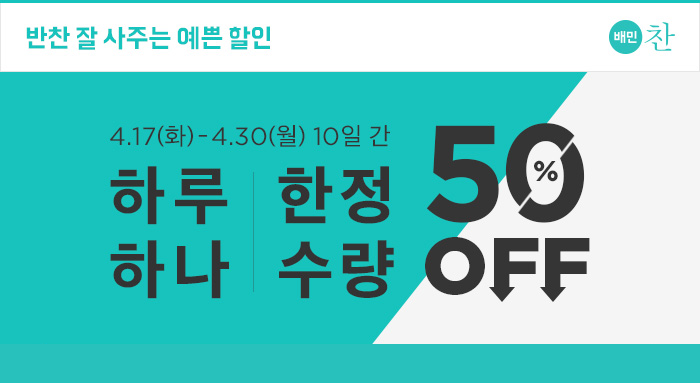 반찬 잘 사주는 예쁜 할인
배민 찬
4.17(화) - 4.30(월) 10일 간
하루 한정
하나 수량
50%
OFF